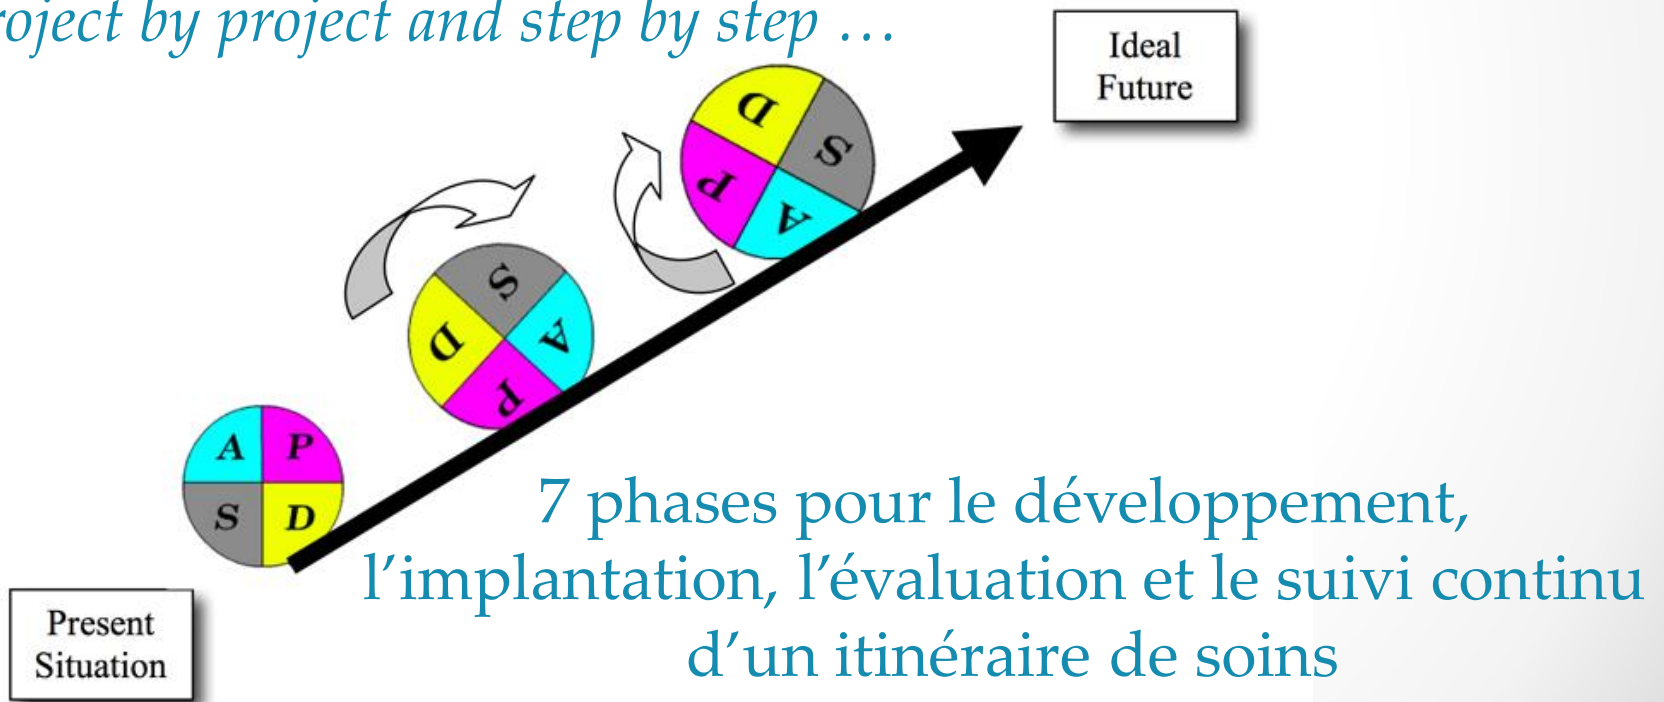 roject by project and step by step …
Ideal
Future
D
S
P
A
S
D
A
P
A P
S D
7 phases pour le développement,
l’implantation, l’évaluation et le suivi continu
d’un itinéraire de soins
Present
Situation